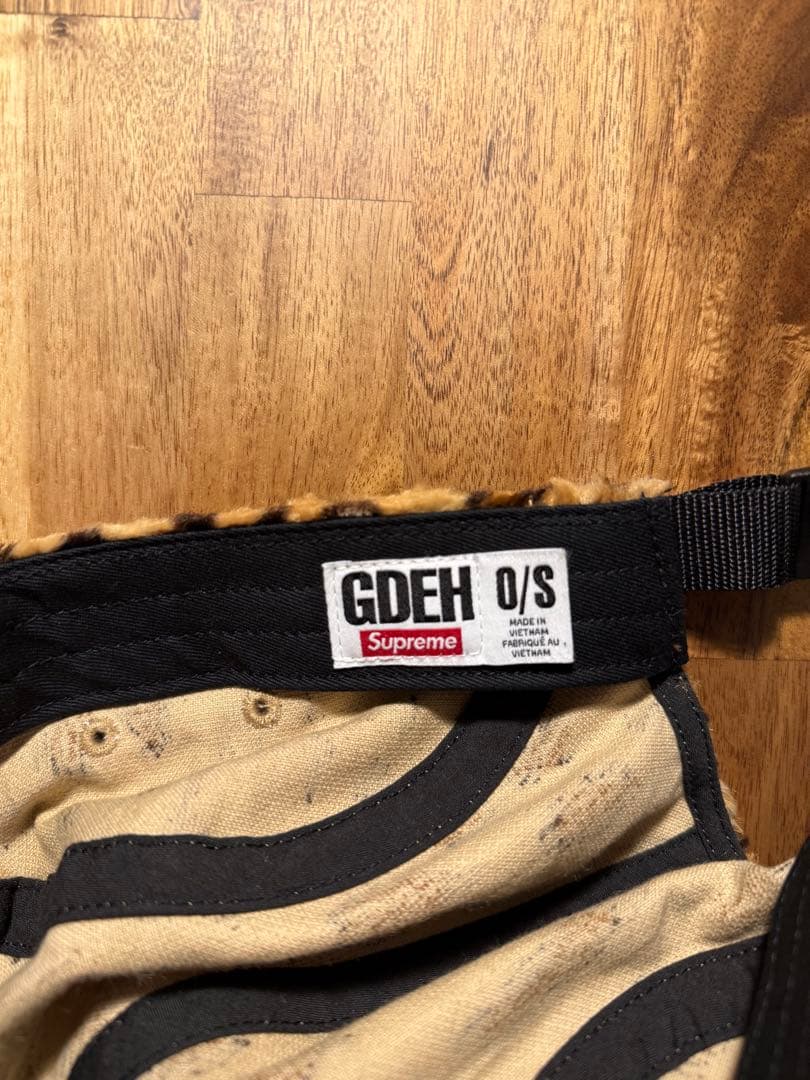 GDEH
Supreme
O/S
MADE IN
VIETNAM
FABRIQUÉ AU
VIETNAM